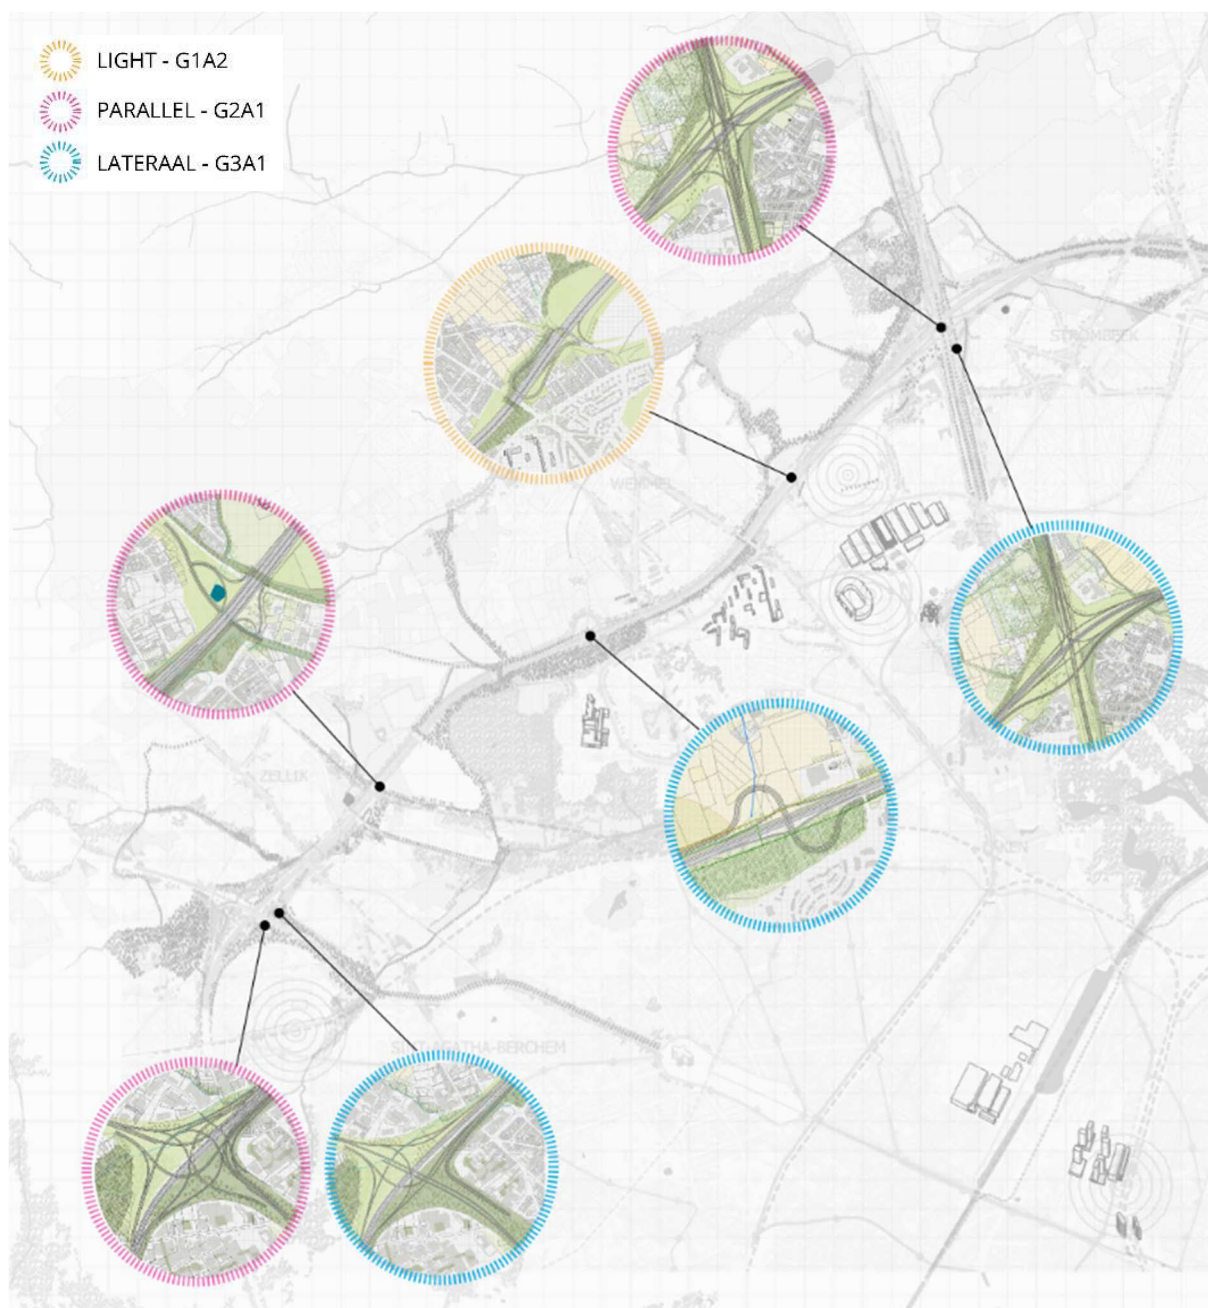 LIGHT - G1A2
PARALLEL - G2A1
LATERAAL - G3A1
STROMBEEK
WEMMEL
ZELLIK
SINT-AGATHA-BERCHEM